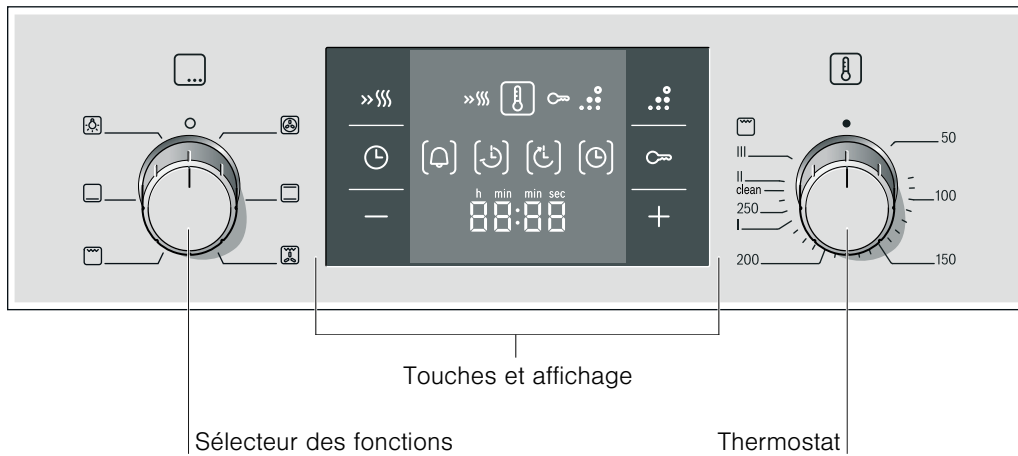 h min min sec
88:88
III
II
clean
250
I
200
50
100
150
Touches et affichage
Sélecteur des fonctions
Thermostat